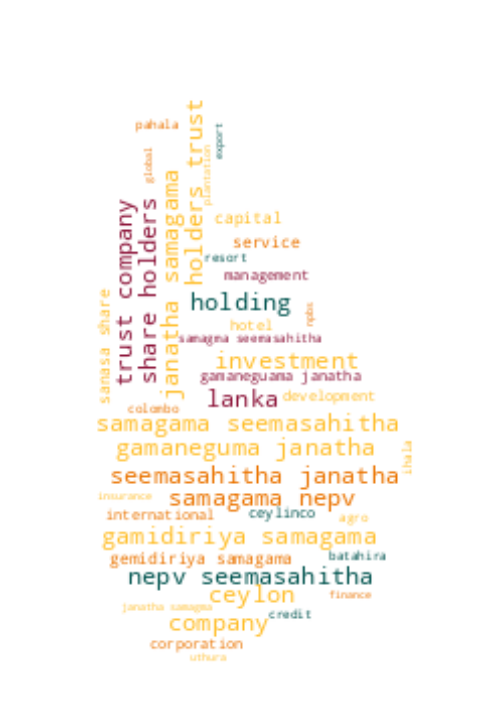 pahala
global
export
plantation
holders trust
janatha samagama
share holders
trust company
sanasa share
capital
service
resort
management
holding
npbs
hotel
samagma seemasahitha
investment
gamaneguama janatha
lanka
development
colombo
samagama seemasahitha
gamaneguma janatha
ihala
seemasahitha janatha
insurance
samagama nepv
international
ceylinco
agro
gamidiriya samagama
gemidiriya samagama
batahira
nepv seemasahitha
ceylon
finance
janatha samagma
credit
company
corporation
uthura